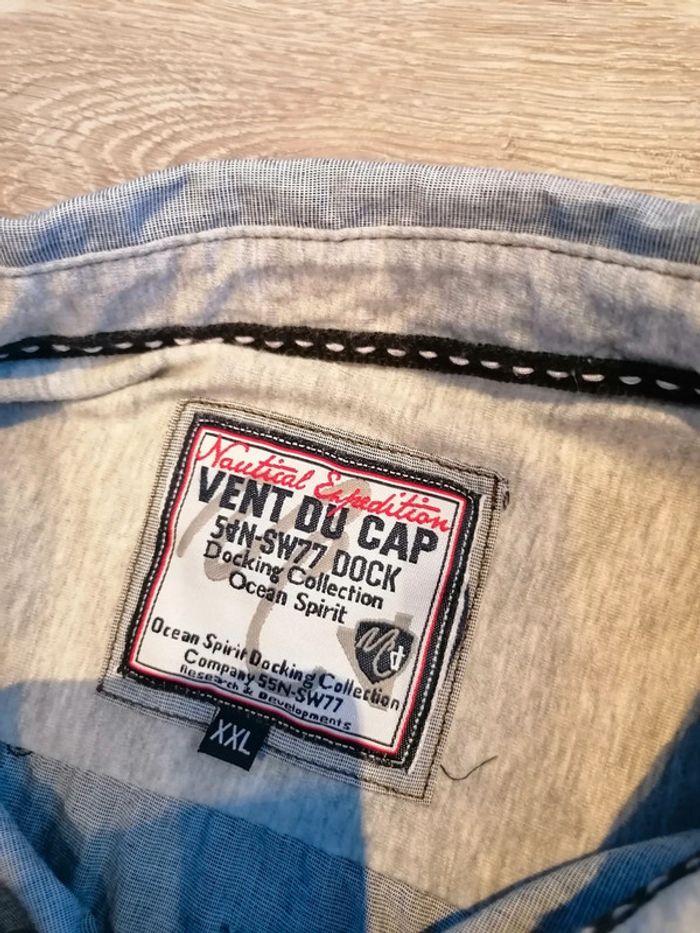 Nautical Expedition
VENT DU CAP
54N-SW77 DOCK
Docking Collection
Ocean Spirit
Ocean Spirit Docking Collection
Company 55N-SW77
Research & Developments
XXL